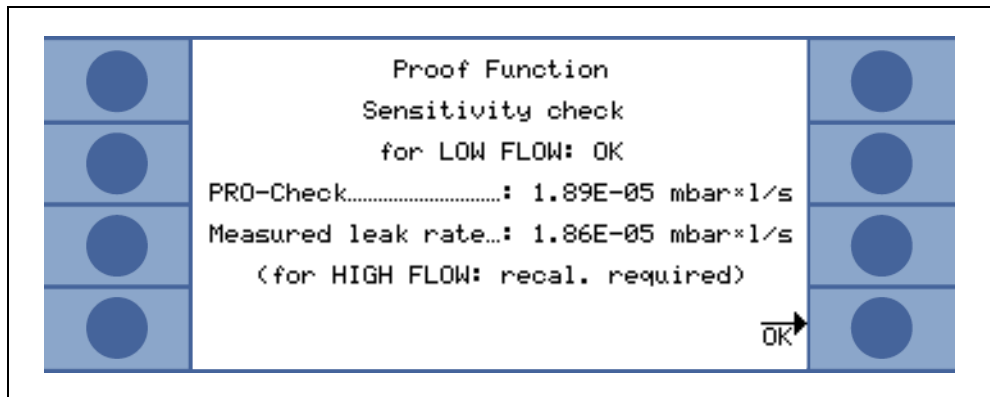 Proof Function
Sensitivity check
for LOW FLOW: OK
PRO-Check..............................: 1.89E-05 mbar×l/s
Measured leak rate...: 1.86E-05 mbar×l/s
(for HIGH FLOW: recal. required)
OK